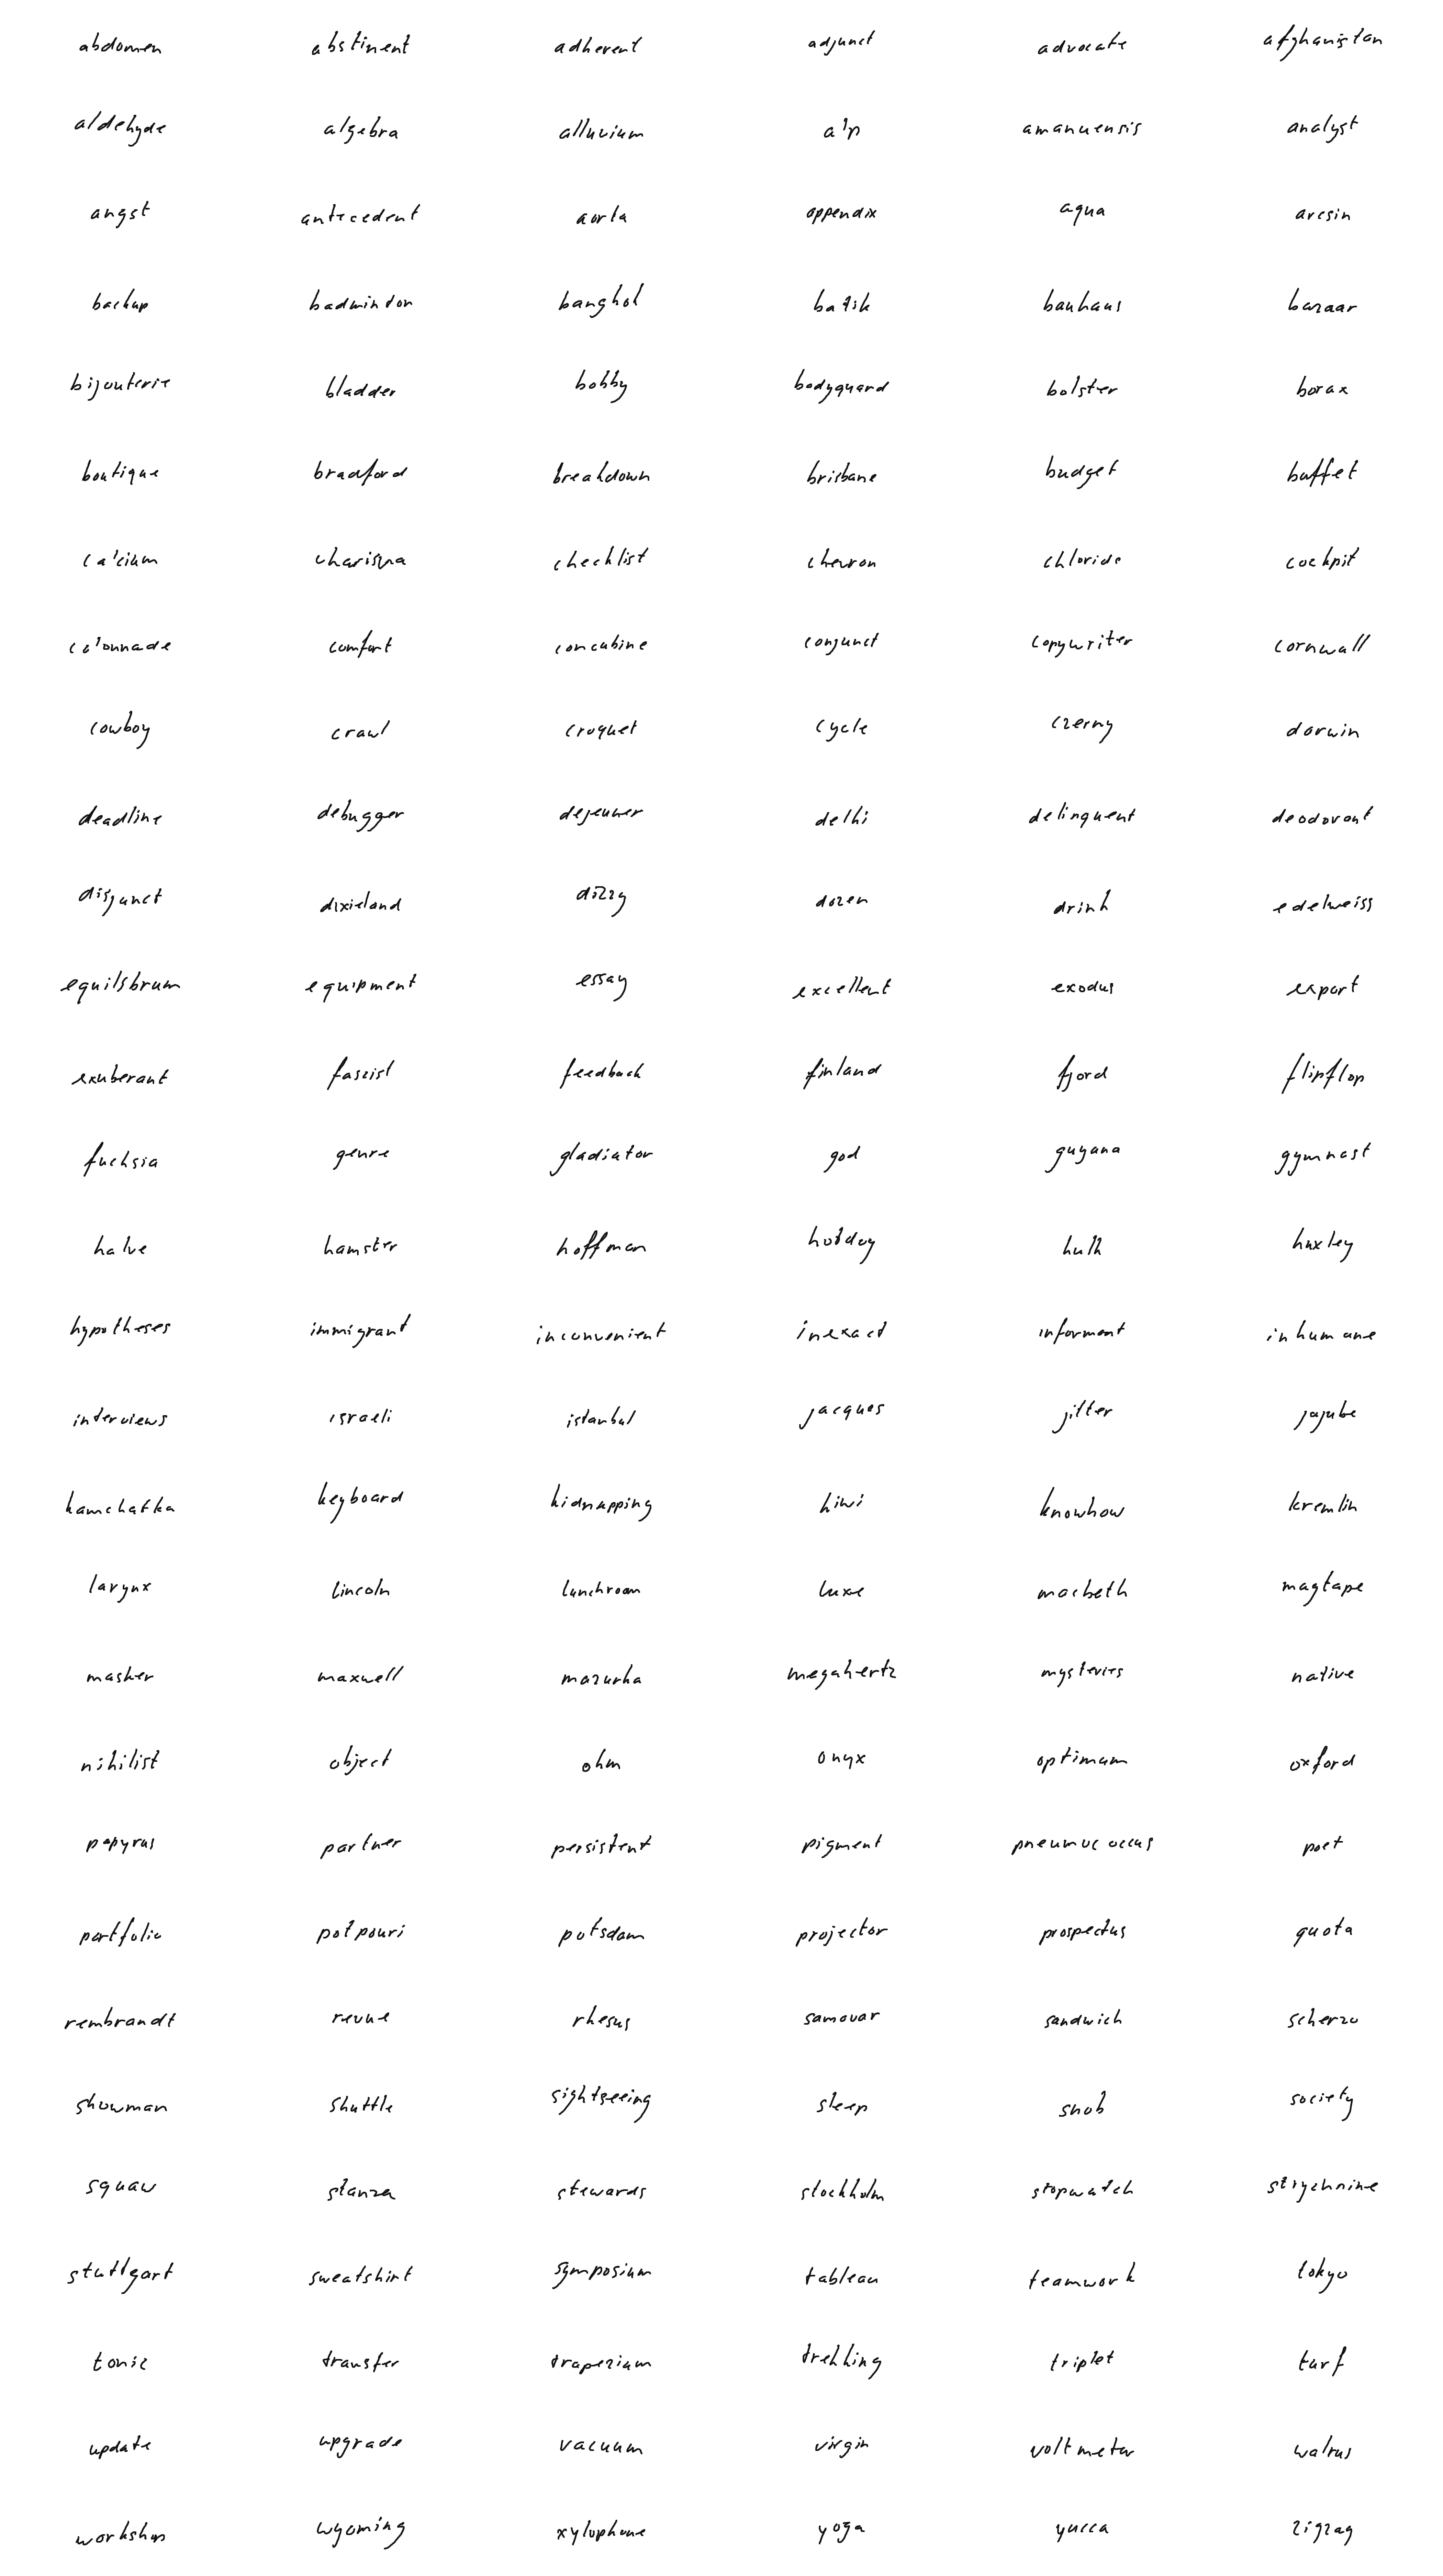 abdomen abstinent adherent adjunct advocate afghanistan
aldehyde algebra alluvium alp amanuensis analyst
angst antecedent aorta appendix aqua arcsin
backup badminton bangkok batik bauhaus bazaar
bijouterie bladder bobby bodyguard bolster borax
boutique bradford breakdown brisbane budget buffet
calcium charisma checklist chevron chloride cockpit
colonnade comfort concubine conjunct copywriter cornwall
cowboy crawl croquet cycle czerny darwin
deadline debugger dejeuner delhi delinquent deodorant
disjunct dixieland dizzy dozen drink edelweiss
equilsbrum equipment essay excellent exodus export
exuberant faszist feedback finland fjord flipflop
fuchsia genre gladiator god guyana gymnast
halve hamster hoffman hotdog hulk huxley
hypotheses immigrant inconvenient inexact informant inhumane
interviews israeli istanbul jacques jitter jujube
kamchatka keyboard kidnapping kiwi knowhow kremlin
larynx lincoln lunchroom luxe macbeth magtape
masker maxwell mazurka megahertz mysteries native
nihilist object ohm onyx optimum oxford
papyrus partner persistent pigment pneumococcus poet
portfolio potpouri potsdam projector prospectus quota
rembrandt revue rhesus samovar sandwich scherzo
showman shuttle sightseeing sleep snob society
squaw stanza stewards stockholm stopwatch strychnine
stuttgart sweatshirt symposium tableau teamwork tokyo
tonic transfer trapezium trekking triplet turf
update upgrade vacuum virgin voltmeter walrus
workshop wyoming xylophone yoga yucca zigzag